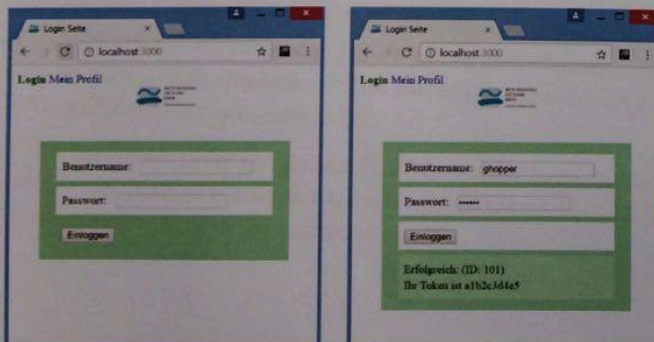 Login Seite
localhost:3000
Login Mein Profil
Benutzername:
Passwort:
Einloggen
Login Seite
localhost:3000
Login Mein Profil
Benutzername: ghopper
Passwort: ••••••
Einloggen
Erfolgreich: (ID: 101)
Ihr Token ist a1b2c3d4e5